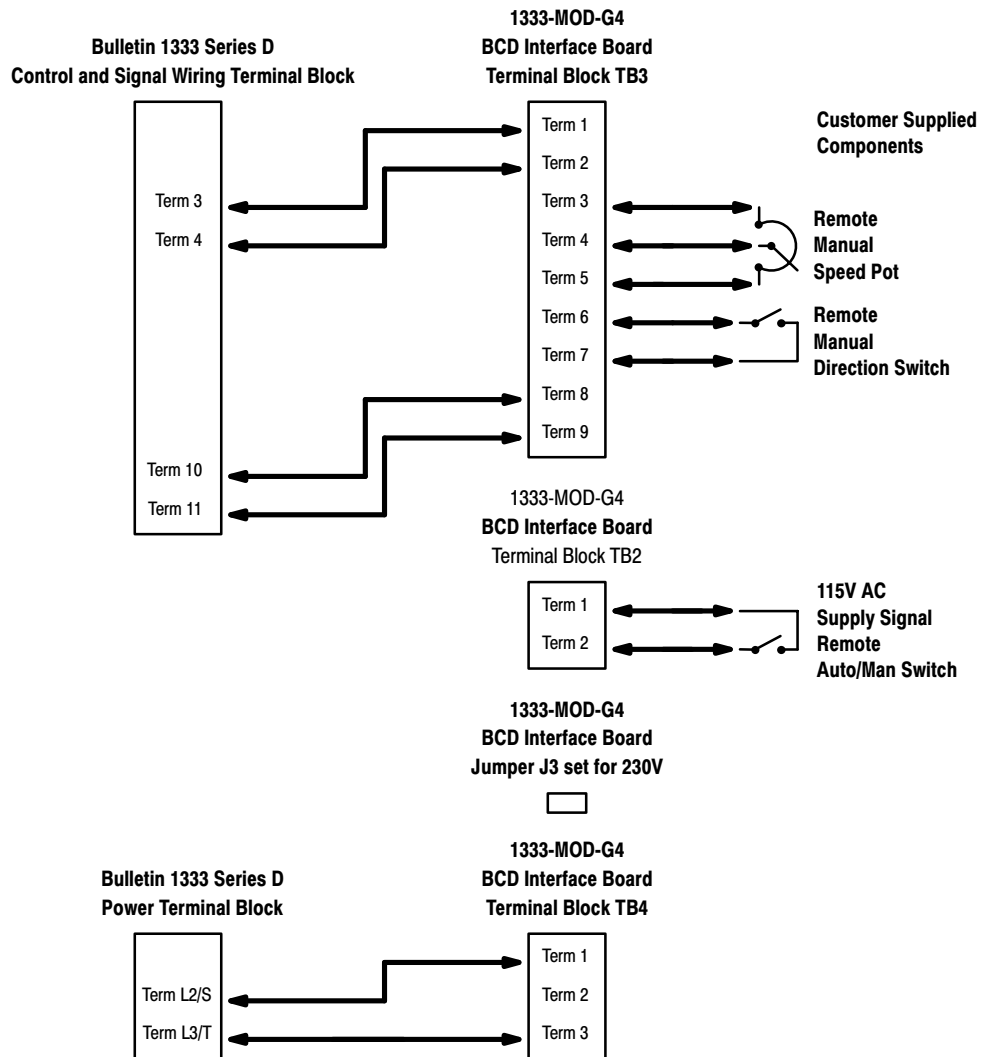 Bulletin 1333 Series D
Control and Signal Wiring Terminal Block
Term 3
Term 4
Term 10
Term 11
1333-MOD-G4
BCD Interface Board
Terminal Block TB3
Term 1
Term 2
Term 3
Term 4
Term 5
Term 6
Term 7
Term 8
Term 9
Customer Supplied
Components
Remote
Manual
Speed Pot
Remote
Manual
Direction Switch
1333-MOD-G4
BCD Interface Board
Terminal Block TB2
Term 1
Term 2
115V AC
Supply Signal
Remote
Auto/Man Switch
1333-MOD-G4
BCD Interface Board
Jumper J3 set for 230V
Bulletin 1333 Series D
Power Terminal Block
Term L2/S
Term L3/T
1333-MOD-G4
BCD Interface Board
Terminal Block TB4
Term 1
Term 2
Term 3